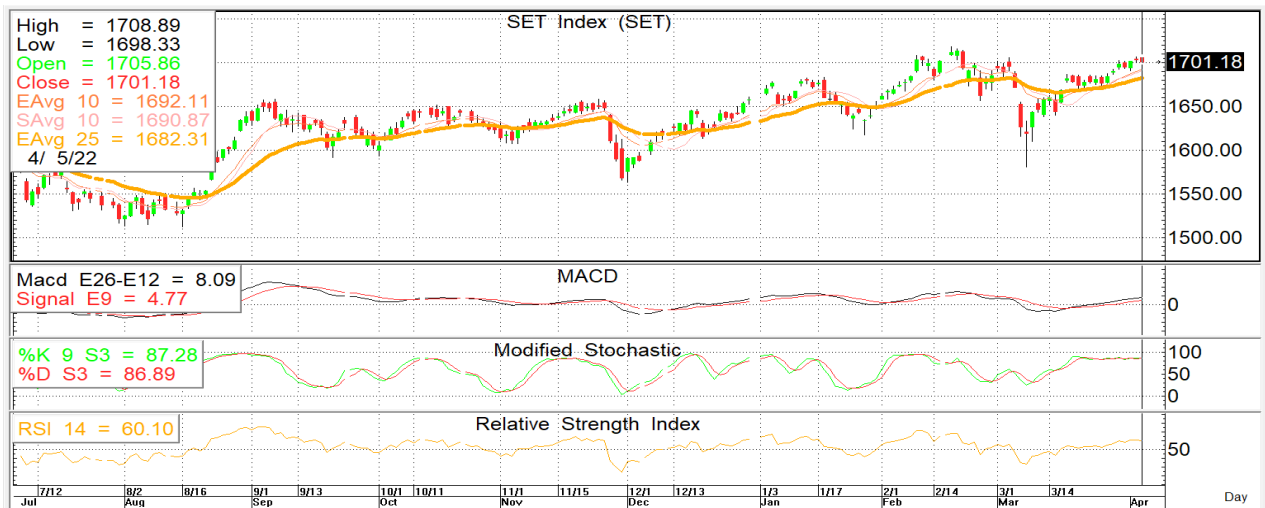 SET Index (SET)
High = 1708.89
Low = 1698.33
Open = 1705.86
Close = 1701.18
EAvg 10 = 1692.11
SAvg 10 = 1690.87
EAvg 25 = 1682.31
4/ 5/22
1701.18
1650.00
1600.00
1550.00
1500.00
MACD
Macd E26-E12 = 8.09
Signal E9 = 4.77
0
Modified Stochastic
%K 9 S3 = 87.28
%D S3 = 86.89
100
50
0
Relative Strength Index
RSI 14 = 60.10
50
7/12 8/2 8/16 9/1 9/13 10/1 10/11 11/1 11/15 12/1 12/13 1/3 1/17 2/1 2/14 3/1 3/14
Jul Aug Sep Oct Nov Dec Jan Feb Mar Apr
Day